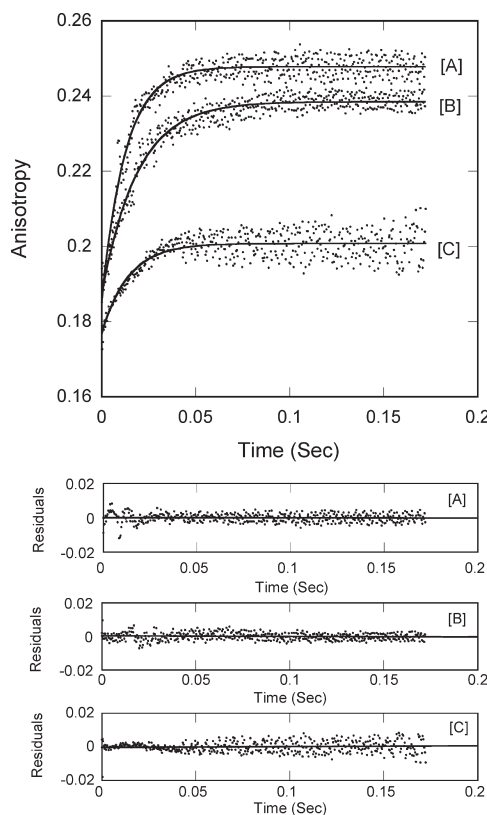 0.26
0.24
0.22
0.2
0.18
0.16
Anisotropy
[A]
[B]
[C]
0 0.05 0.1 0.15 0.2
Time (Sec)
0.02
0
-0.02
Residuals
[A]
0 0.05 0.1 0.15 0.2
Time (Sec)
0.02
0
-0.02
Residuals
[B]
0 0.05 0.1 0.15 0.2
Time (Sec)
0.02
0
-0.02
Residuals
[C]
0 0.05 0.1 0.15 0.2
Time (Sec)